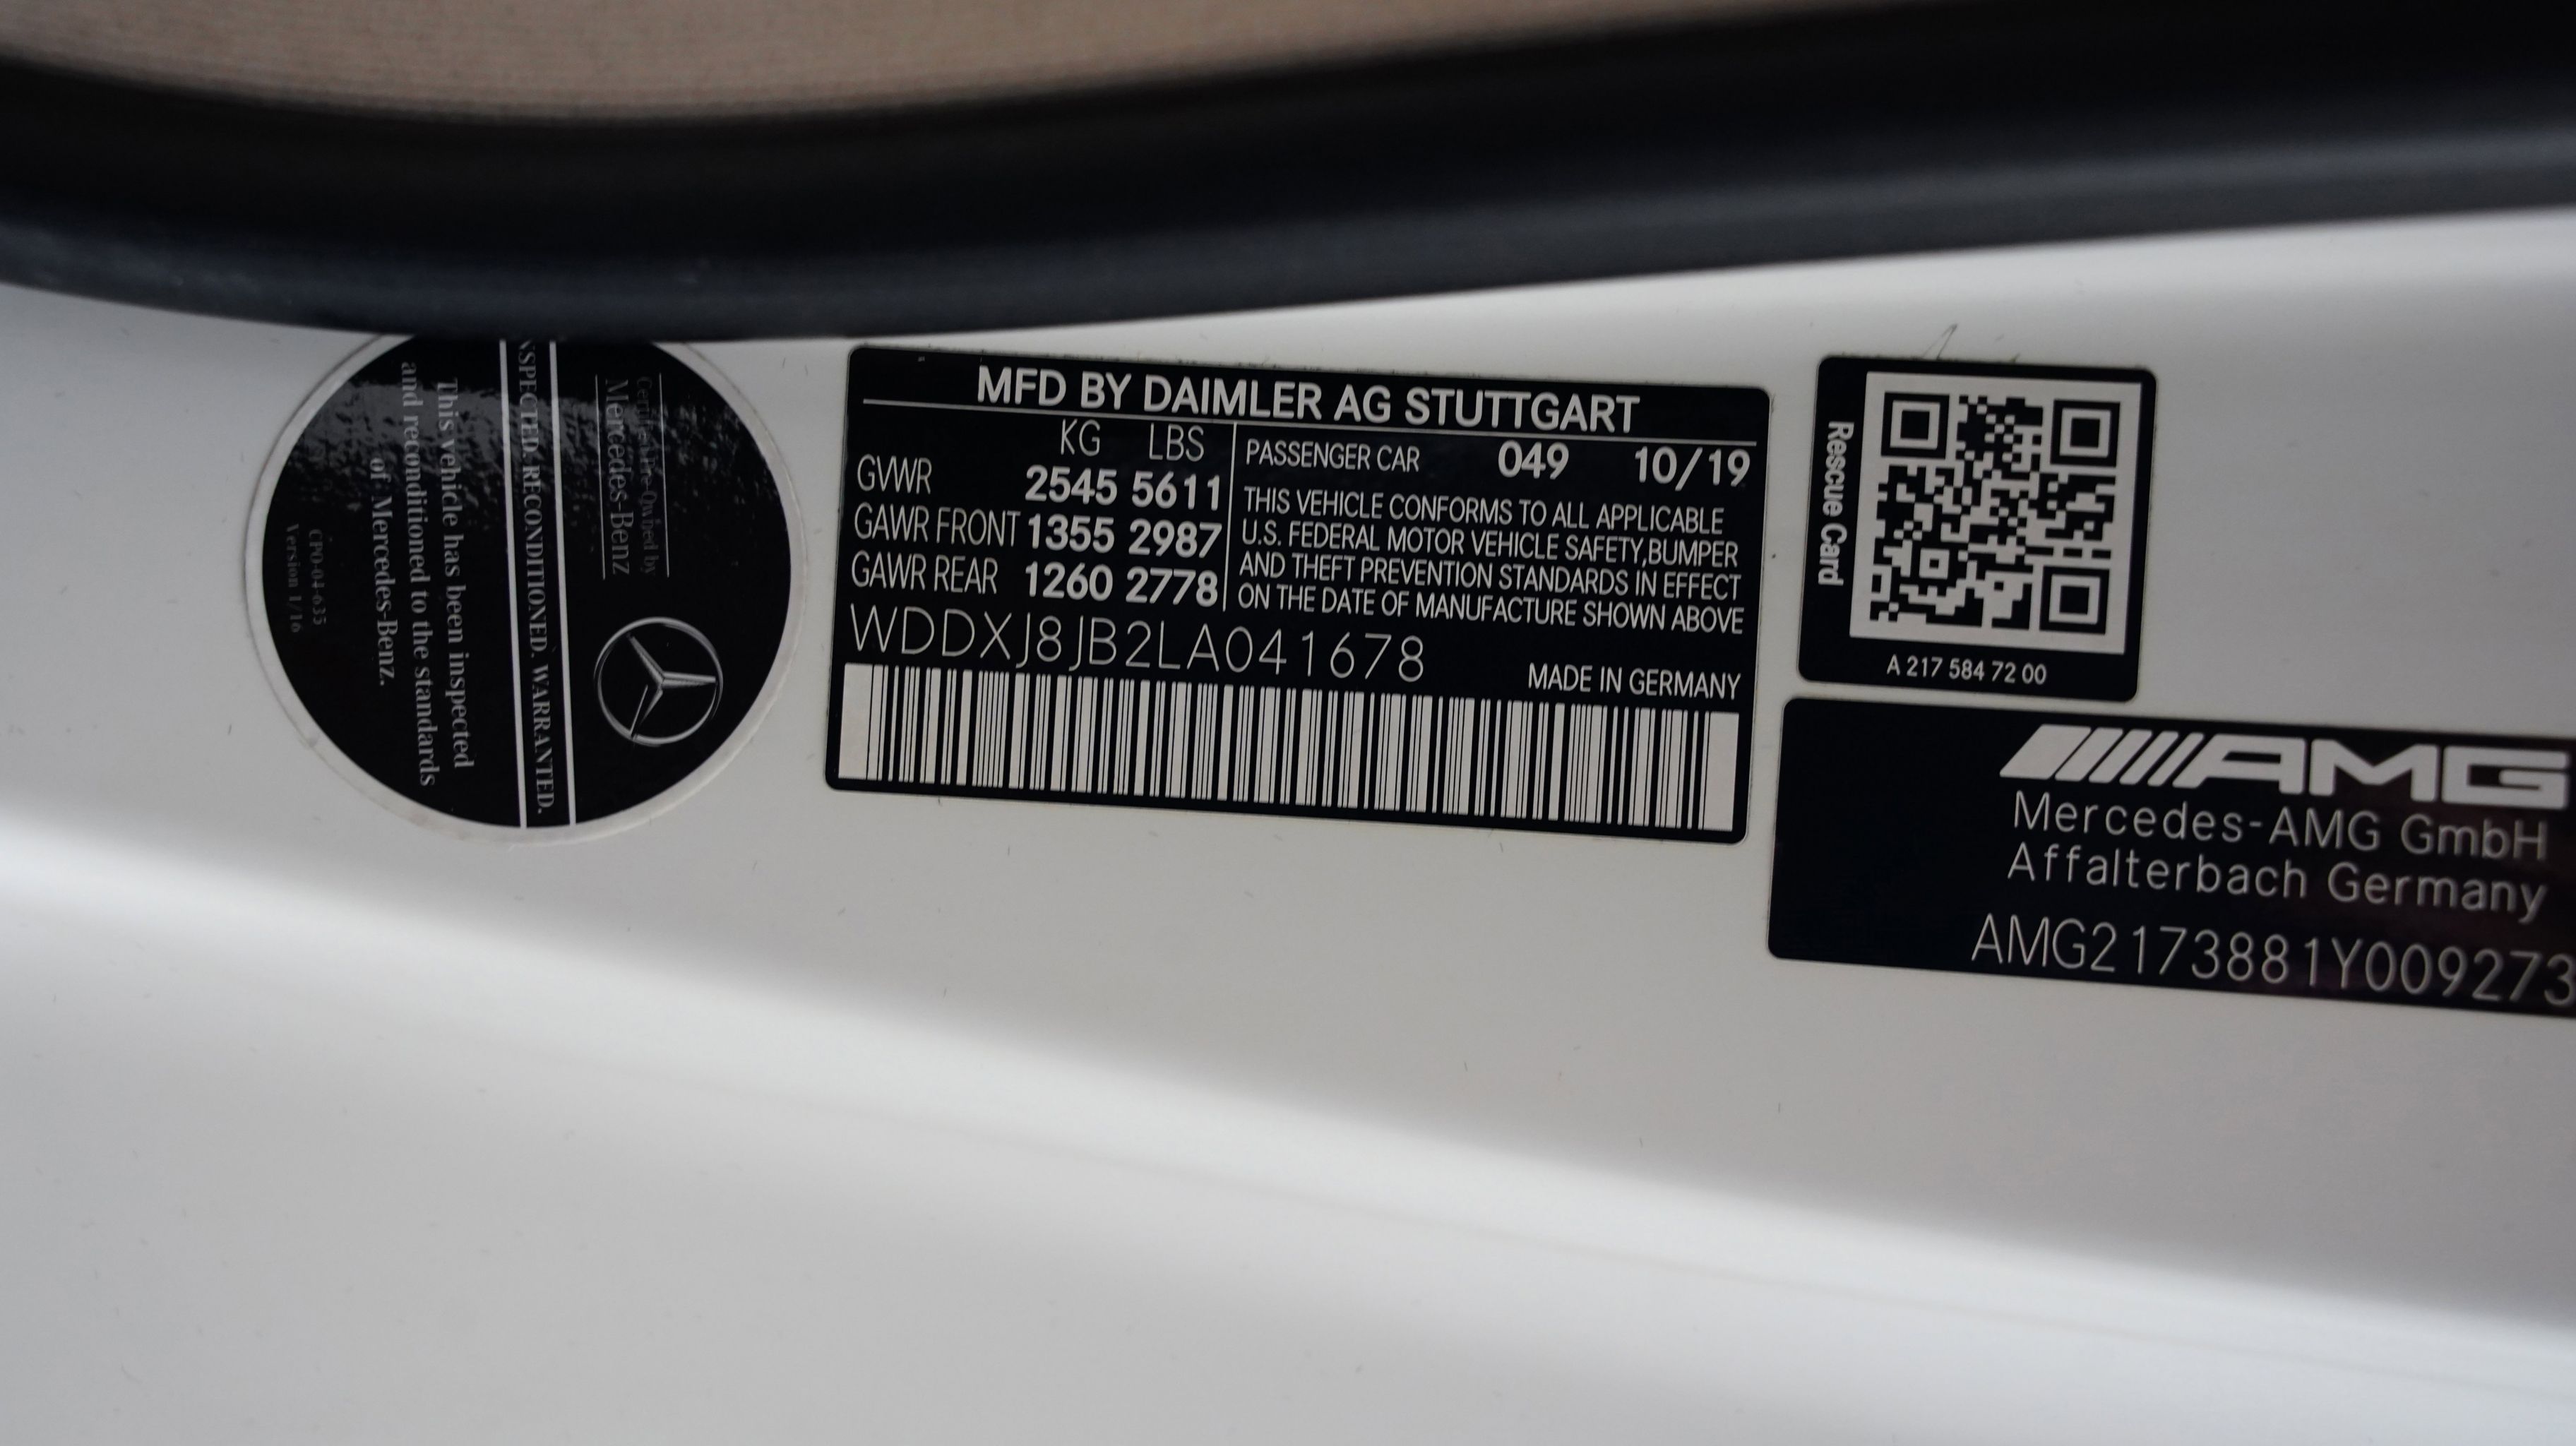 Certified Pre-Owned by
Mercedes-Benz
NSPECTED. RECONDITIONED. WARRANTED.
This vehicle has been inspected
and reconditioned to the standards
of Mercedes-Benz.
CPO-04-635
Version 1/16
MFD BY DAIMLER AG STUTTGART
KG LBS
GVWR 2545 5611
GAWR FRONT 1355 2987
GAWR REAR 1260 2778
PASSENGER CAR 049 10/19
THIS VEHICLE CONFORMS TO ALL APPLICABLE
U.S. FEDERAL MOTOR VEHICLE SAFETY,BUMPER
AND THEFT PREVENTION STANDARDS IN EFFECT
ON THE DATE OF MANUFACTURE SHOWN ABOVE
WDDXJ8JB2LA041678
MADE IN GERMANY
Rescue Card
A 217 584 72 00
AMG
Mercedes-AMG GmbH
Affalterbach Germany
AMG2173881Y009273